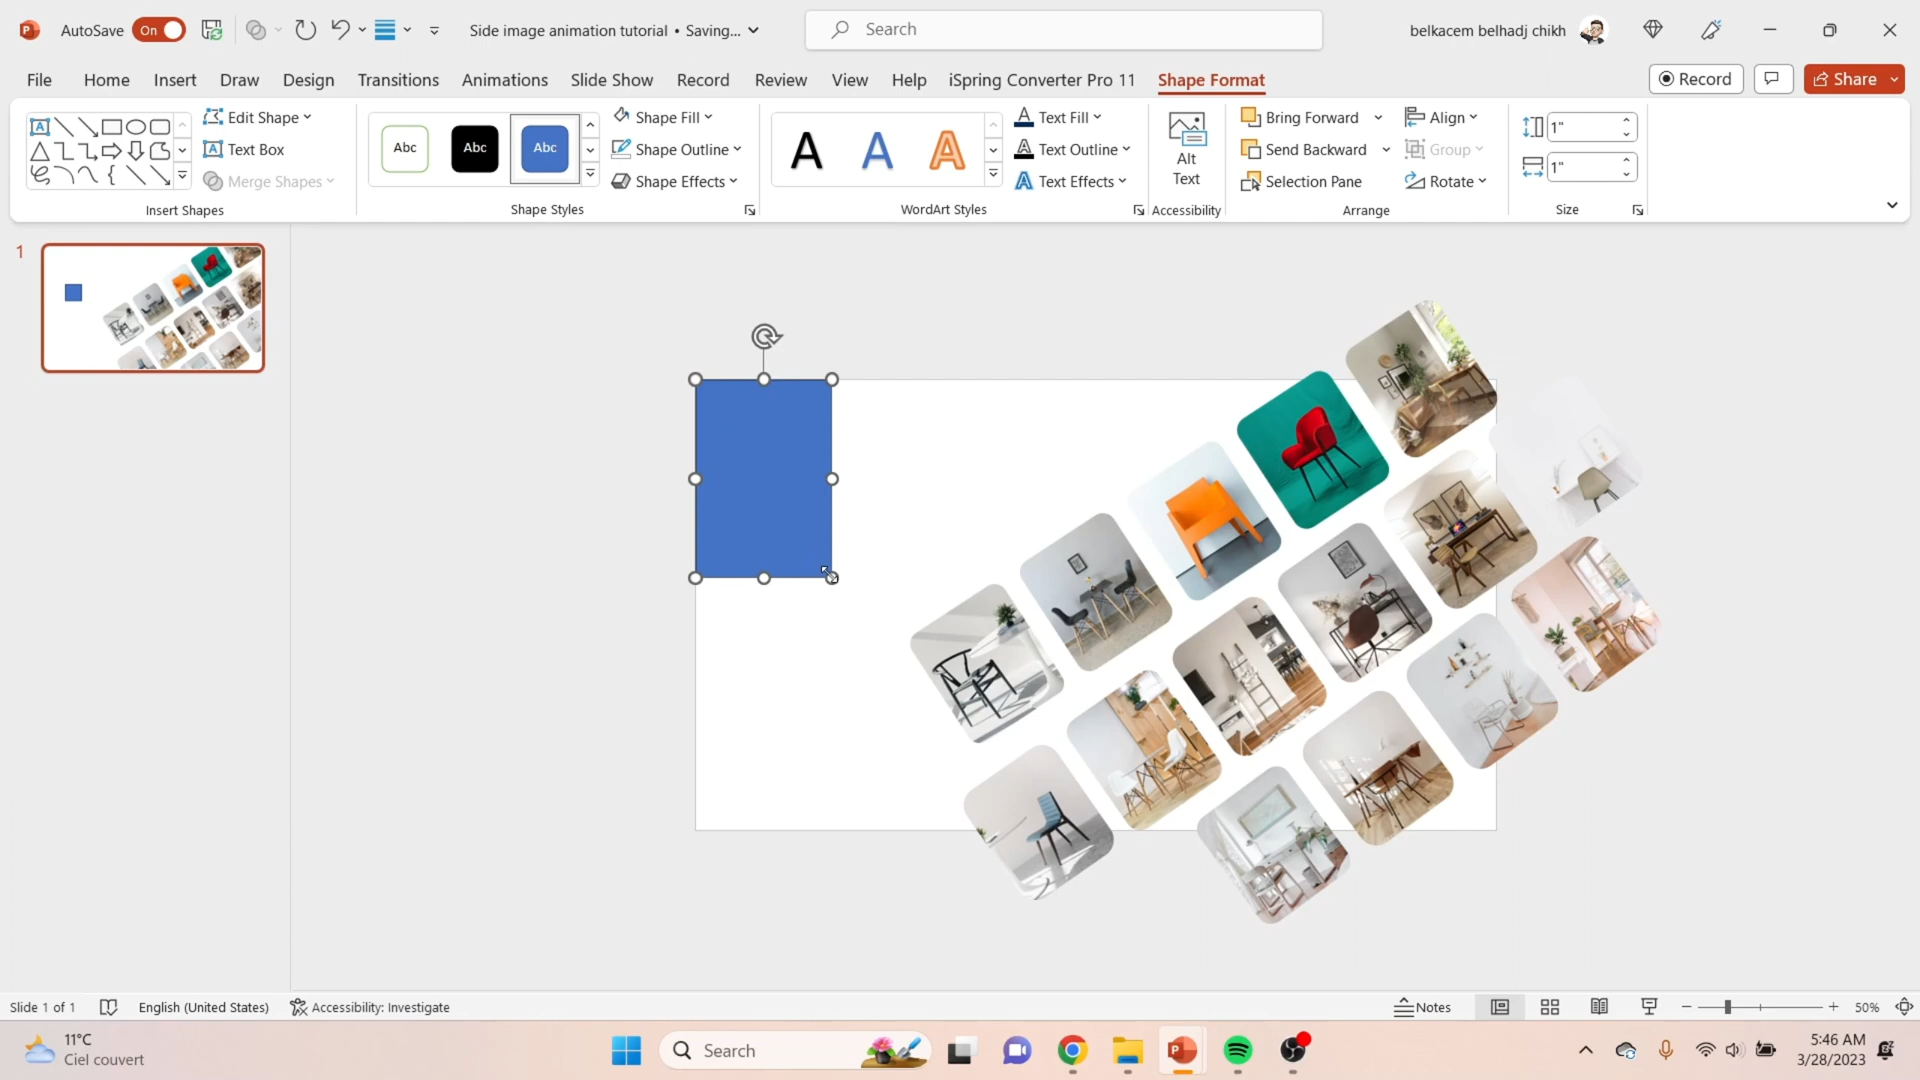 AutoSave
On
Side image animation tutorial • Saving...
Search
belkacem belhadj chikh
File
Home
Insert
Draw
Design
Transitions
Animations
Slide Show
Record
Review
View
Help
iSpring Converter Pro 11
Shape Format
Record
Share
Edit Shape
Text Box
Merge Shapes
Insert Shapes
Abc
Abc
Abc
Shape Fill
Shape Outline
Shape Effects
Shape Styles
A
A
A
Text Fill
Text Outline
Text Effects
WordArt Styles
Alt
Text
Accessibility
Bring Forward
Send Backward
Selection Pane
Align
Group
Rotate
Arrange
1"
1"
Size
1
Slide 1 of 1
English (United States)
Accessibility: Investigate
Notes
50%
11°C
Ciel couvert
Search
5:46 AM
3/28/2023